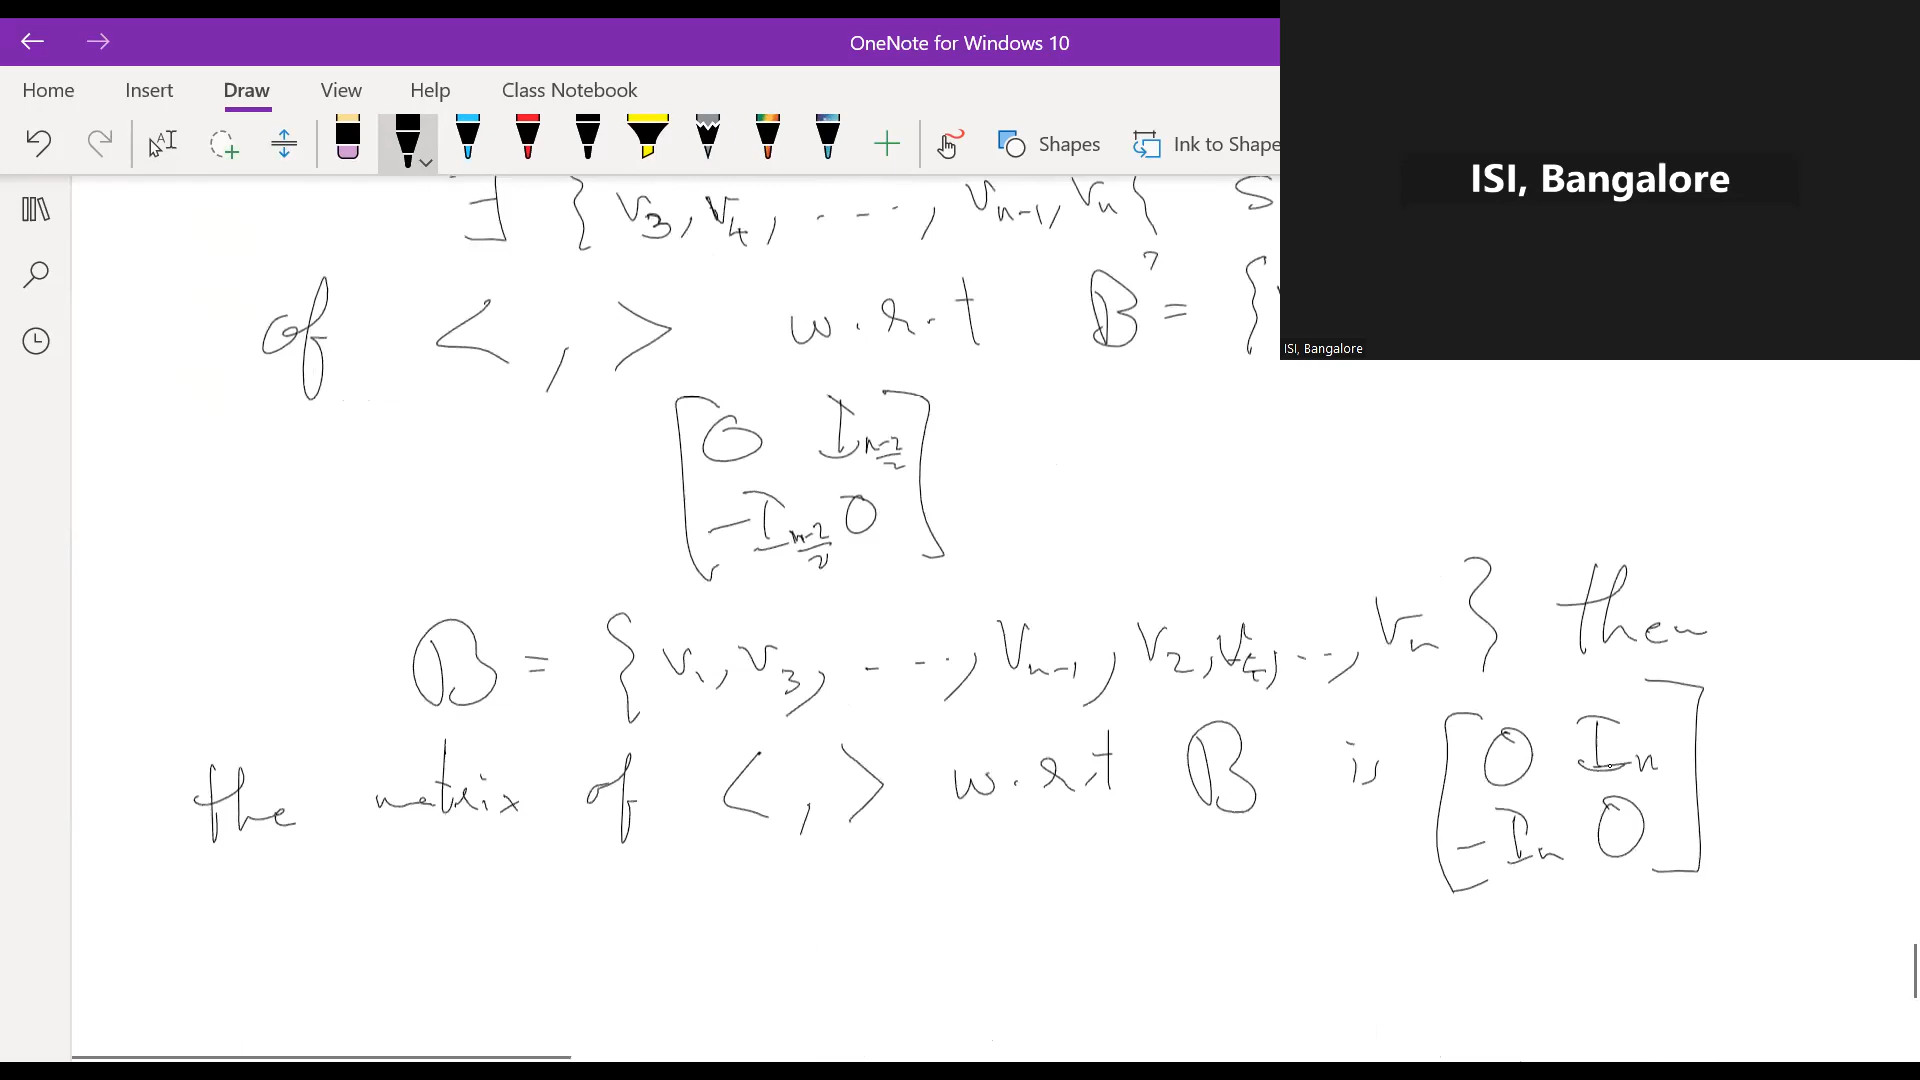 OneNote for Windows 10
Home Insert Draw View Help Class Notebook
Shapes Ink to Shape
ISI, Bangalore
ISI, Bangalore
∃ { v₃, v₄, ....., vₙ₋₁, vₙ } S
of < , > w.r.t B' = {
[ 0 I_{(n-2)/2}
-I_{(n-2)/2} 0 ]
B = { v₁, v₃, ...., vₙ₋₁, v₂, v₄, ..., vₙ } then
the matrix of < , > w.r.t B is [ 0 Iₙ
-Iₙ 0 ]